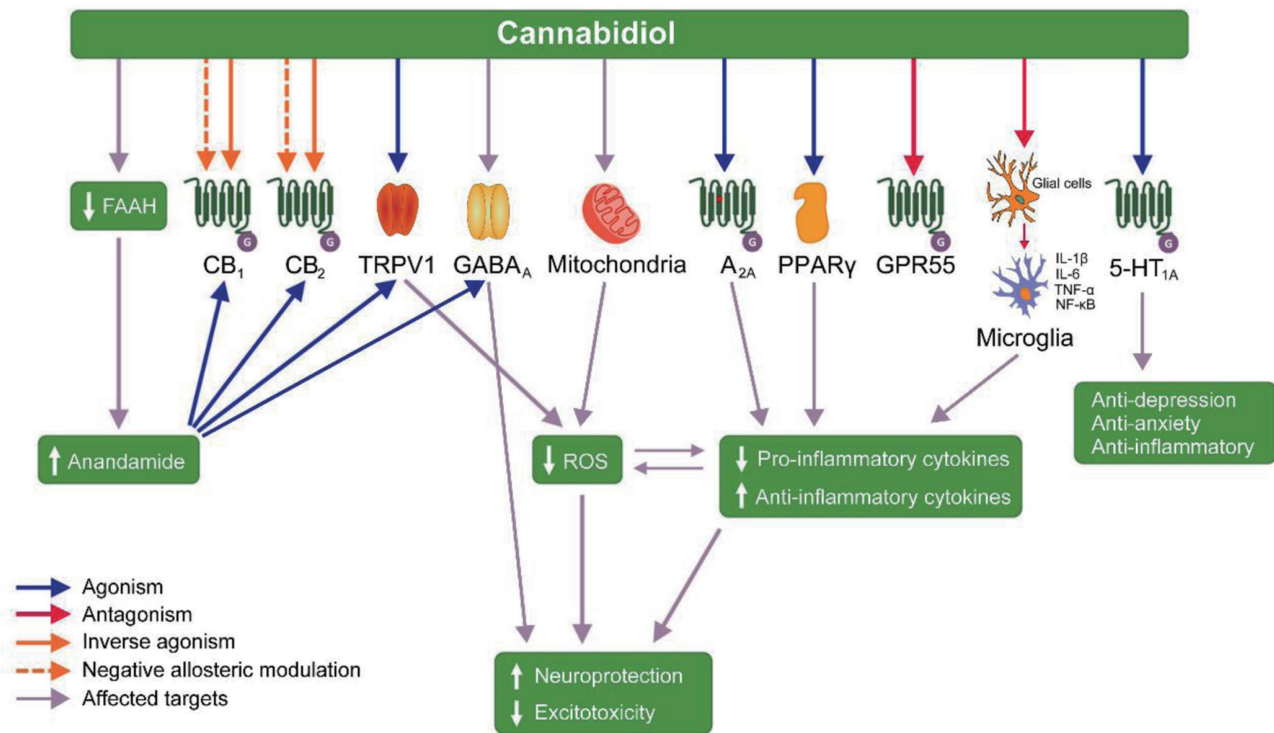 Cannabidiol
↓ FAAH
CB₁
G
CB₂
G
TRPV1
GABA_A
Mitochondria
A₂A
G
PPARγ
GPR55
Glial cells
IL-1β
IL-6
TNF-α
NF-κB
Microglia
5-HT₁A
G
↑ Anandamide
↓ ROS
↓ Pro-inflammatory cytokines
↑ Anti-inflammatory cytokines
Anti-depression
Anti-anxiety
Anti-inflammatory
Agonism
Antagonism
Inverse agonism
Negative allosteric modulation
Affected targets
↑ Neuroprotection
↓ Excitotoxicity